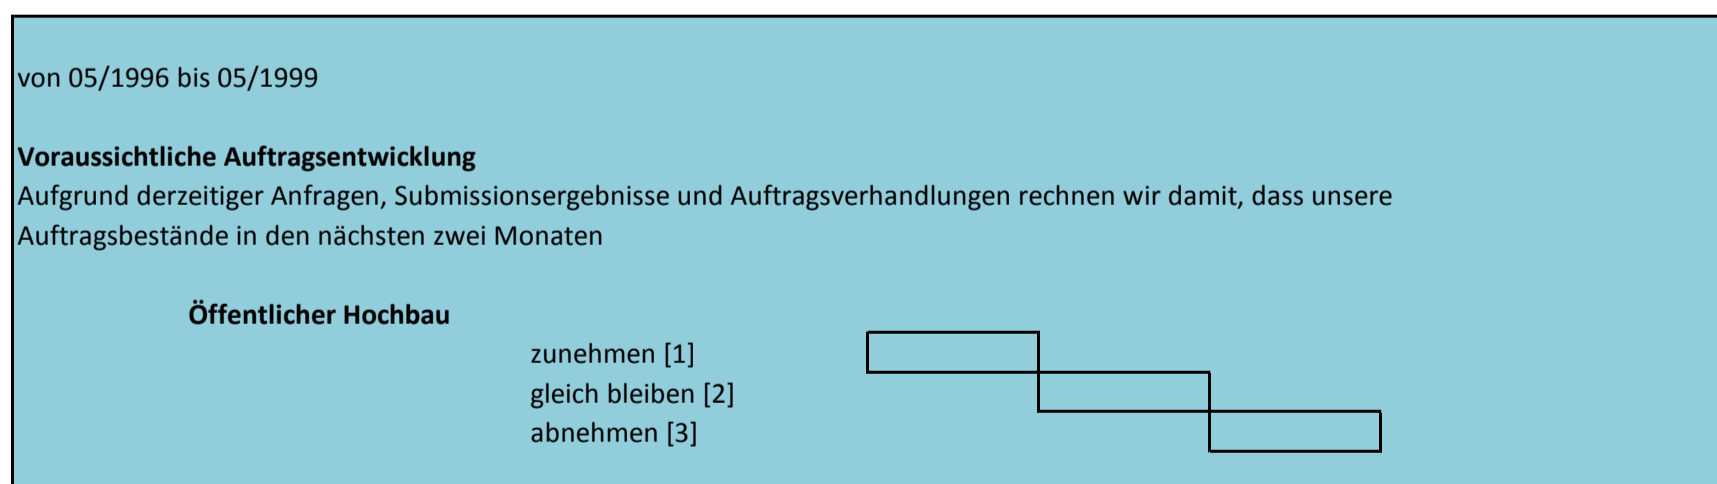 von 05/1996 bis 05/1999
Voraussichtliche Auftragsentwicklung
Aufgrund derzeitiger Anfragen, Submissionsergebnisse und Auftragsverhandlungen rechnen wir damit, dass unsere
Auftragsbestände in den nächsten zwei Monaten
Öffentlicher Hochbau
zunehmen [1]
gleich bleiben [2]
abnehmen [3]